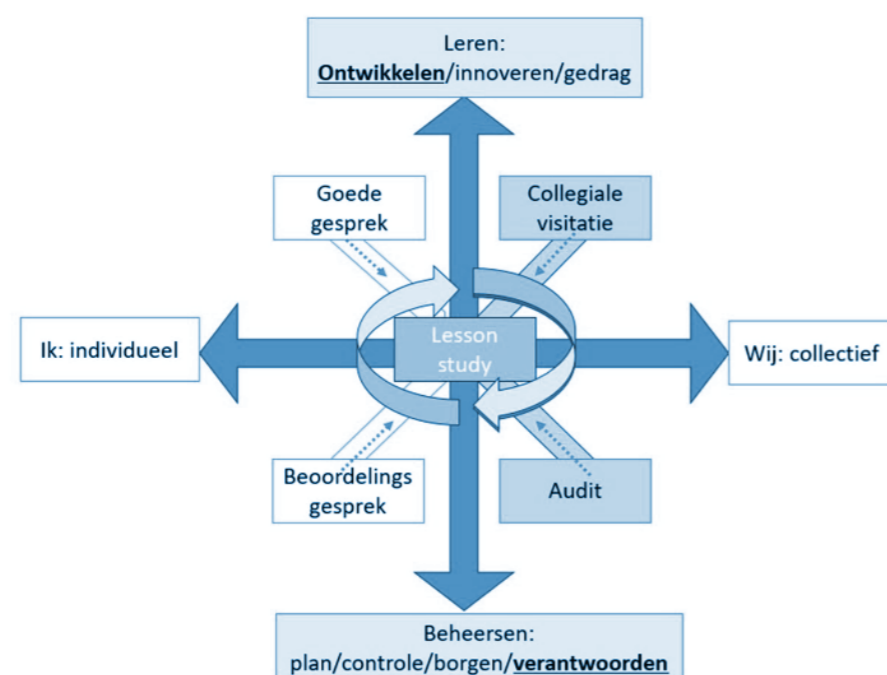 Leren:
Ontwikkelen/innoveren/gedrag
Goede
gesprek
Collegiale
visitatie
Ik: individueel
Lesson
study
Wij: collectief
Beoordelings
gesprek
Audit
Beheersen:
plan/controle/borgen/verantwoorden